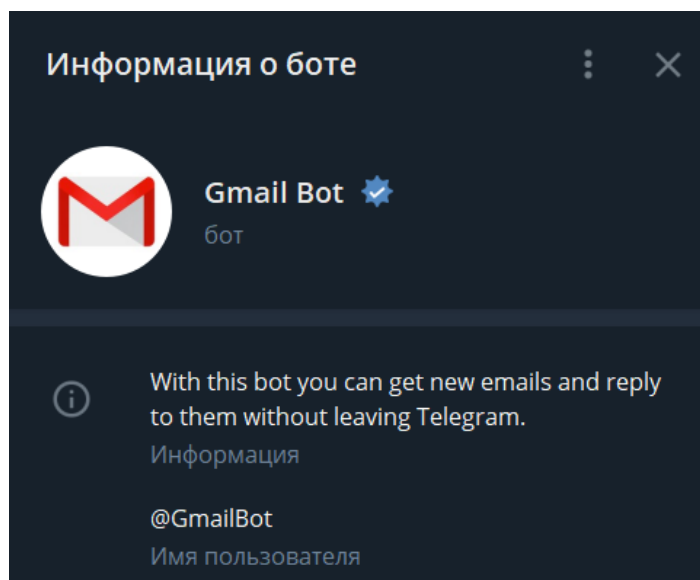 Информация о боте
Gmail Bot
бот
With this bot you can get new emails and reply
to them without leaving Telegram.
Информация
@GmailBot
Имя пользователя